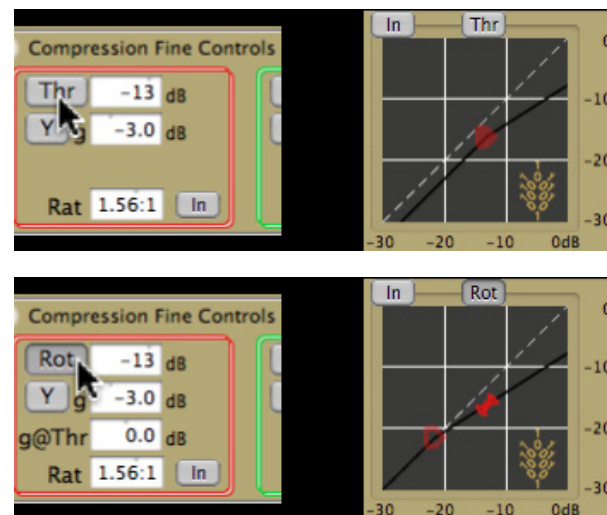 Compression Fine Controls
Thr -13 dB
Y g -3.0 dB
Rat 1.56:1 In
In Thr
0
-10
-20
-30
-30 -20 -10 0dB
Compression Fine Controls
Rot -13 dB
Y g -3.0 dB
g@Thr 0.0 dB
Rat 1.56:1 In
In Rot
0
-10
-20
-30
-30 -20 -10 0dB